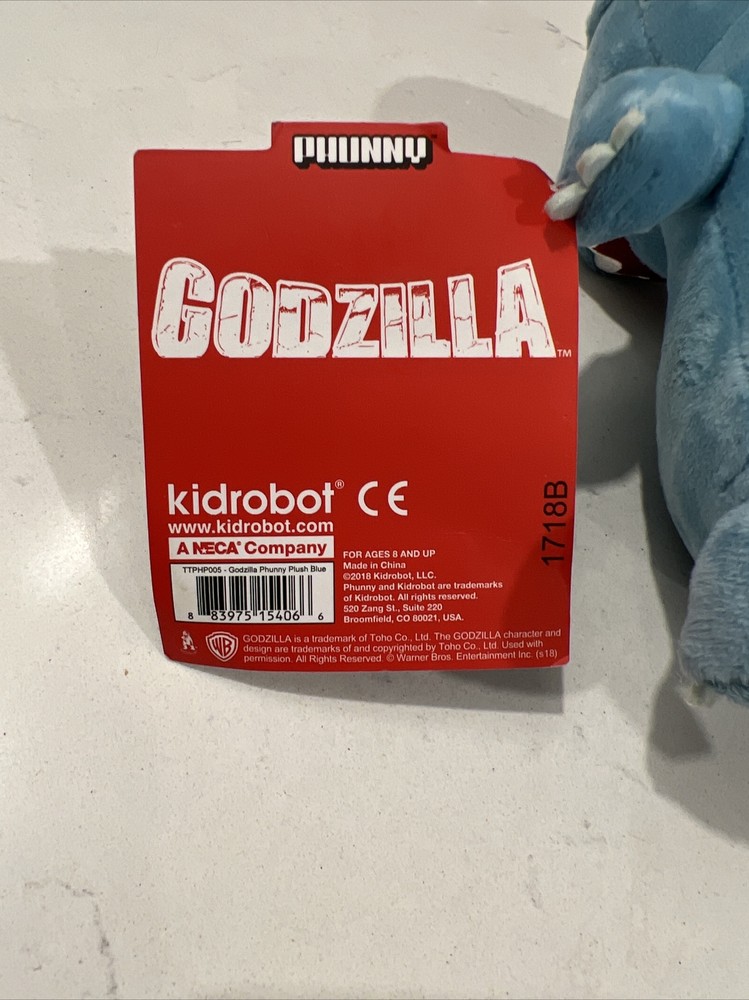 PHUNNY
GODZILLA™
kidrobot® CE
www.kidrobot.com
A NECA® Company
TTPHP005 - Godzilla Phunny Plush Blue
8 83975 15406 6
FOR AGES 8 AND UP
Made in China
©2018 Kidrobot, LLC.
Phunny and Kidrobot are trademarks
of Kidrobot. All rights reserved.
520 Zang St., Suite 220
Broomfield, CO 80021, USA.
1718B
WB
GODZILLA is a trademark of Toho Co., Ltd. The GODZILLA character and
design are trademarks of and copyrighted by Toho Co., Ltd. Used with
permission. All Rights Reserved. © Warner Bros. Entertainment Inc. (s18)